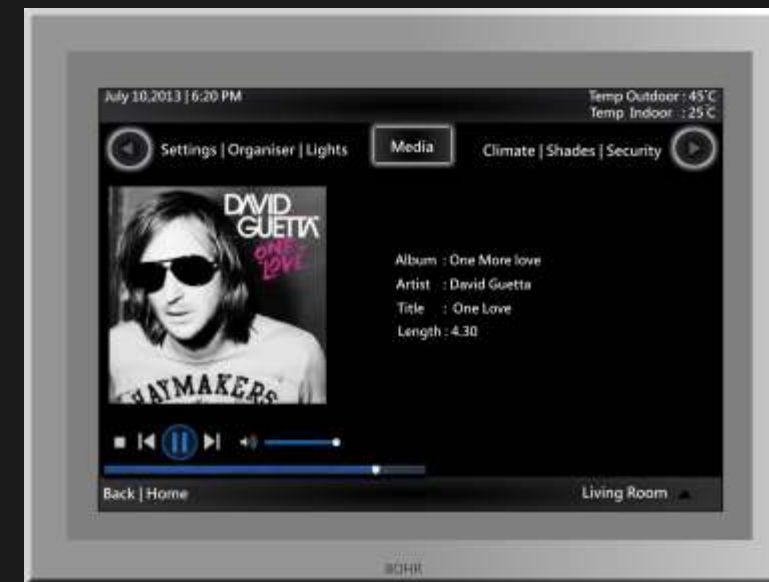 July 10,2013 | 6:20 PM
Temp Outdoor : 45°C
Temp Indoor : 25°C
Settings | Organiser | Lights
Media
Climate | Shades | Security
DAVID
GUETTA
ONE
LOVE
HAYMAKERS
Album : One More love
Artist : David Guetta
Title : One Love
Length : 4.30
Back | Home
Living Room